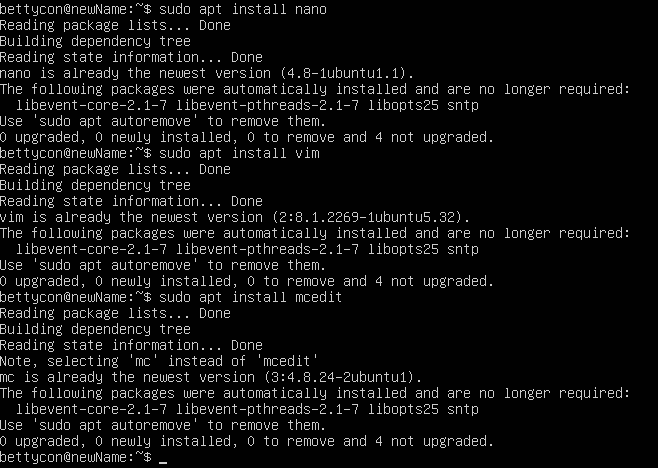 bettycon@newName:~$ sudo apt install nano
Reading package lists... Done
Building dependency tree
Reading state information... Done
nano is already the newest version (4.8-1ubuntu1.1).
The following packages were automatically installed and are no longer required:
  libevent-core-2.1-7 libevent-pthreads-2.1-7 libopts25 sntp
Use 'sudo apt autoremove' to remove them.
0 upgraded, 0 newly installed, 0 to remove and 4 not upgraded.
bettycon@newName:~$ sudo apt install vim
Reading package lists... Done
Building dependency tree
Reading state information... Done
vim is already the newest version (2:8.1.2269-1ubuntu5.32).
The following packages were automatically installed and are no longer required:
  libevent-core-2.1-7 libevent-pthreads-2.1-7 libopts25 sntp
Use 'sudo apt autoremove' to remove them.
0 upgraded, 0 newly installed, 0 to remove and 4 not upgraded.
bettycon@newName:~$ sudo apt install mcedit
Reading package lists... Done
Building dependency tree
Reading state information... Done
Note, selecting 'mc' instead of 'mcedit'
mc is already the newest version (3:4.8.24-2ubuntu1).
The following packages were automatically installed and are no longer required:
  libevent-core-2.1-7 libevent-pthreads-2.1-7 libopts25 sntp
Use 'sudo apt autoremove' to remove them.
0 upgraded, 0 newly installed, 0 to remove and 4 not upgraded.
bettycon@newName:~$ _